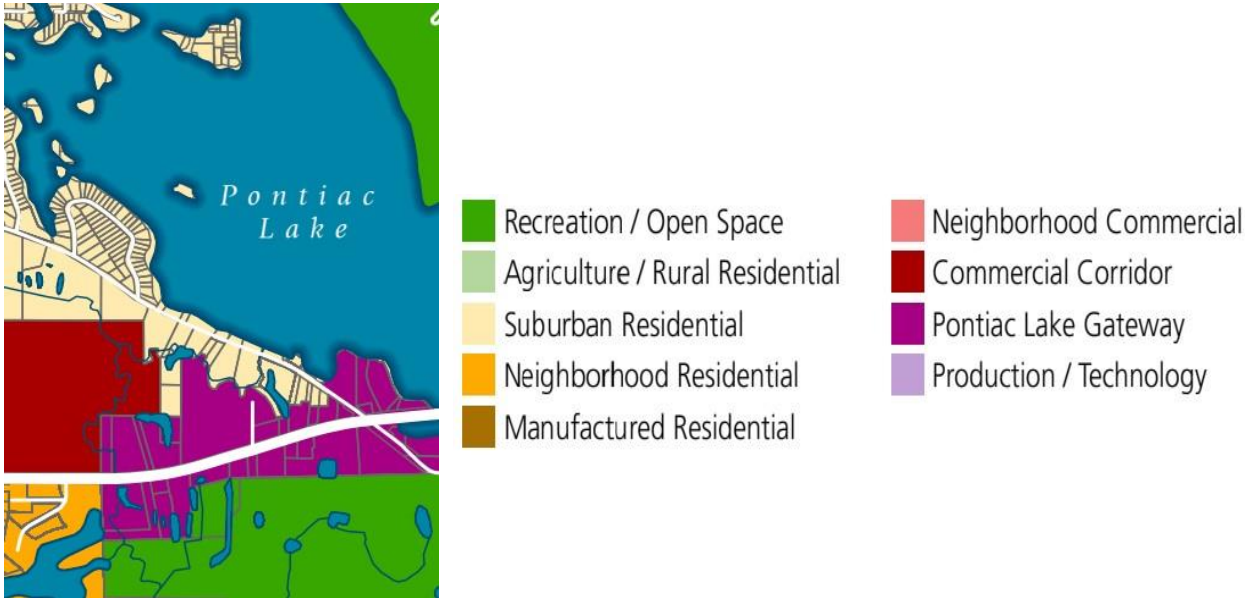 Pontiac
Lake
Recreation / Open Space
Agriculture / Rural Residential
Suburban Residential
Neighborhood Residential
Manufactured Residential
Neighborhood Commercial
Commercial Corridor
Pontiac Lake Gateway
Production / Technology